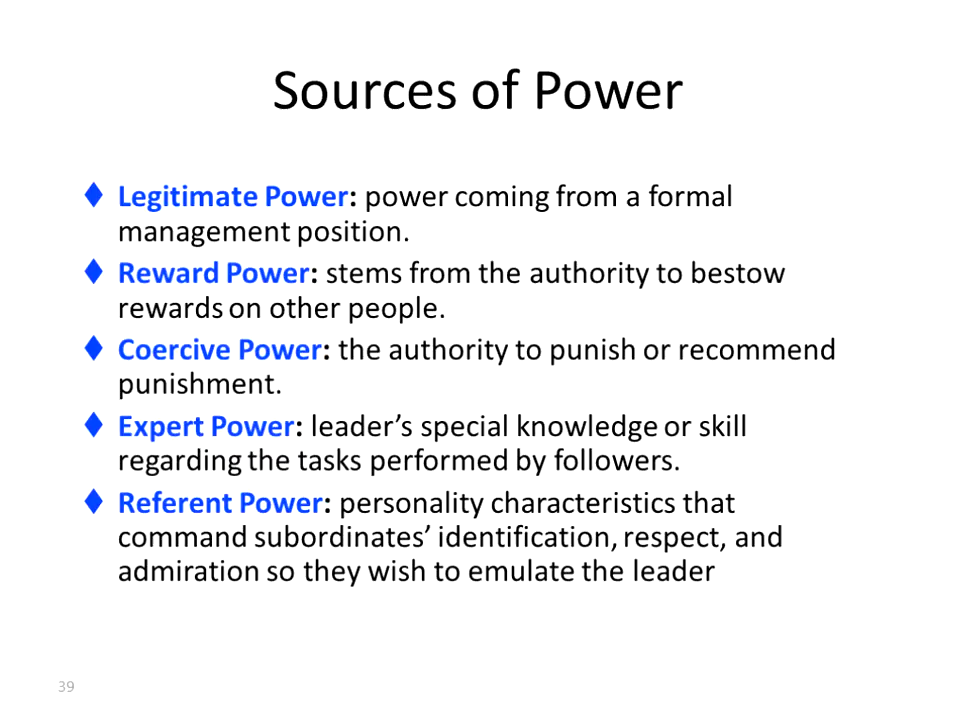 Sources of Power
♦ Legitimate Power: power coming from a formal
management position.
♦ Reward Power: stems from the authority to bestow
rewards on other people.
♦ Coercive Power: the authority to punish or recommend
punishment.
♦ Expert Power: leader’s special knowledge or skill
regarding the tasks performed by followers.
♦ Referent Power: personality characteristics that
command subordinates’ identification, respect, and
admiration so they wish to emulate the leader
39